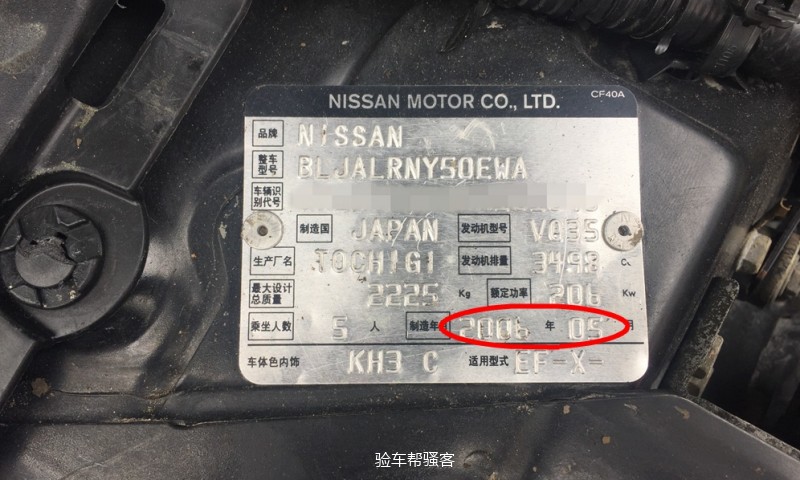 NISSAN MOTOR CO., LTD. CF40A
品牌 NISSAN
整车型号 BLJALRNY50EWA
车辆识别代号
制造国 JAPAN 发动机型号 VQ35
生产厂名 TOCHIGI 发动机排量 3498 Cc
最大设计总质量 2225 Kg 额定功率 206 Kw
乘坐人数 5 人 制造年月 2006 年 05 月
车体色内饰 KH3 C 适用型式 EF-X-
验车帮骚客